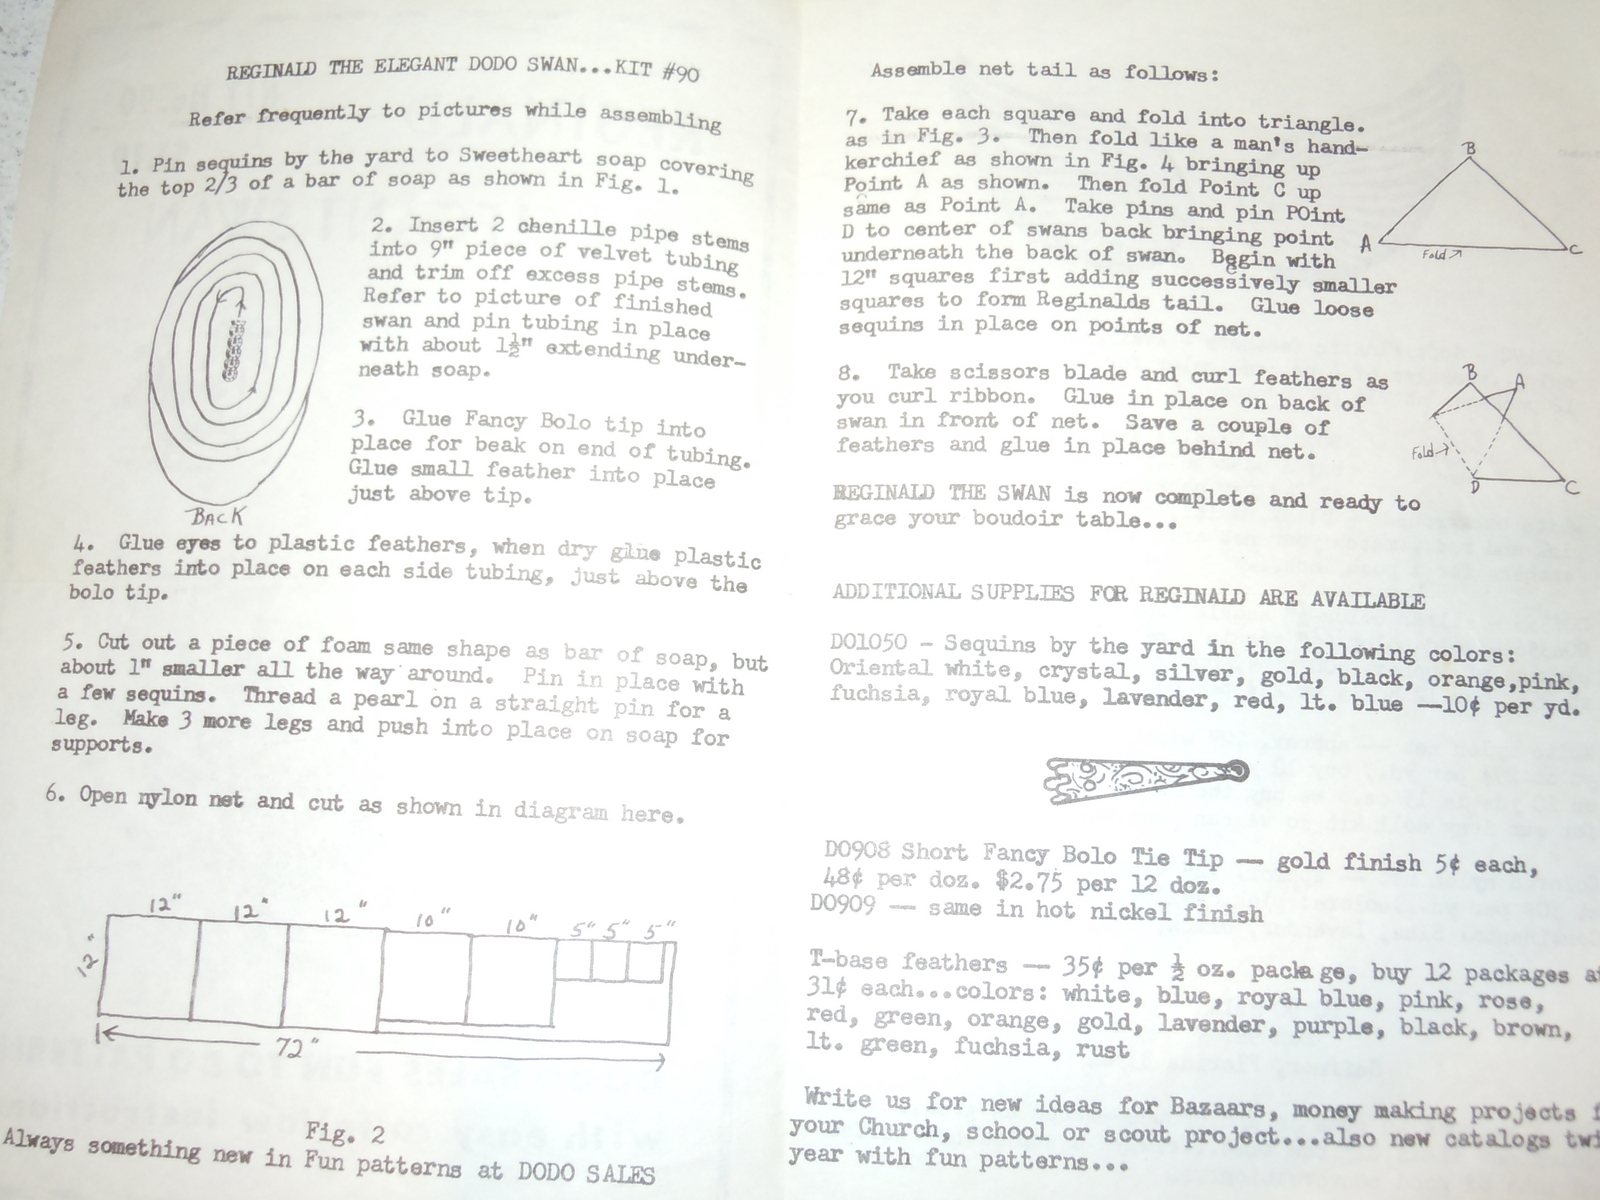 REGINALD THE ELEGANT DODO SWAN...KIT #90
Refer frequently to pictures while assembling
1. Pin sequins by the yard to Sweetheart soap covering
the top 2/3 of a bar of soap as shown in Fig. 1.
2. Insert 2 chenille pipe stems
into 9" piece of velvet tubing
and trim off excess pipe stems.
Refer to picture of finished
swan and pin tubing in place
with about 1½" extending under-
neath soap.
3. Glue Fancy Bolo tip into
place for beak on end of tubing.
Glue small feather into place
just above tip.
BACK
4. Glue eyes to plastic feathers, when dry glue plastic
feathers into place on each side tubing, just above the
bolo tip.
5. Cut out a piece of foam same shape as bar of soap, but
about 1" smaller all the way around. Pin in place with
a few sequins. Thread a pearl on a straight pin for a
leg. Make 3 more legs and push into place on soap for
supports.
6. Open nylon net and cut as shown in diagram here.
12" 12" 12" 10" 10" 5" 5" 5"
12"
72"
Fig. 2
Always something new in Fun patterns at DODO SALES
Assemble net tail as follows:
7. Take each square and fold into triangle.
as in Fig. 3. Then fold like a man's hand-
kerchief as shown in Fig. 4 bringing up
Point A as shown. Then fold Point C up
same as Point A. Take pins and pin POint
D to center of swans back bringing point
underneath the back of swan. Begin with
12" squares first adding successively smaller
squares to form Reginalds tail. Glue loose
sequins in place on points of net.
B
A
C
Fold
8. Take scissors blade and curl feathers as
you curl ribbon. Glue in place on back of
swan in front of net. Save a couple of
feathers and glue in place behind net.
B
A
Fold
D
C
REGINALD THE SWAN is now complete and ready to
grace your boudoir table...
ADDITIONAL SUPPLIES FOR REGINALD ARE AVAILABLE
DO1050 - Sequins by the yard in the following colors:
Oriental white, crystal, silver, gold, black, orange,pink,
fuchsia, royal blue, lavender, red, lt. blue —10¢ per yd.
DO908 Short Fancy Bolo Tie Tip — gold finish 5¢ each,
48¢ per doz. $2.75 per 12 doz.
DO909 — same in hot nickel finish
T-base feathers — 35¢ per ½ oz. package, buy 12 packages at
31¢ each...colors: white, blue, royal blue, pink, rose,
red, green, orange, gold, lavender, purple, black, brown,
lt. green, fuchsia, rust
Write us for new ideas for Bazaars, money making projects
your Church, school or scout project...also new catalogs
year with fun patterns...